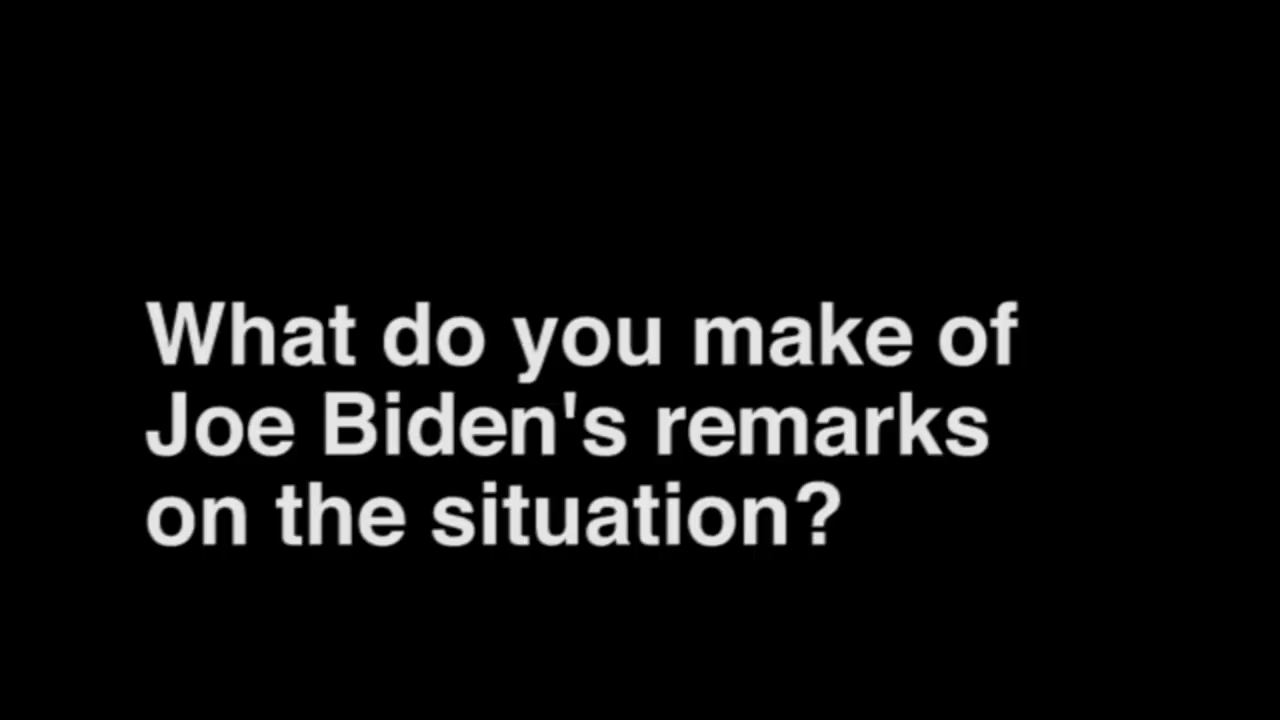 What do you make of
Joe Biden's remarks
on the situation?